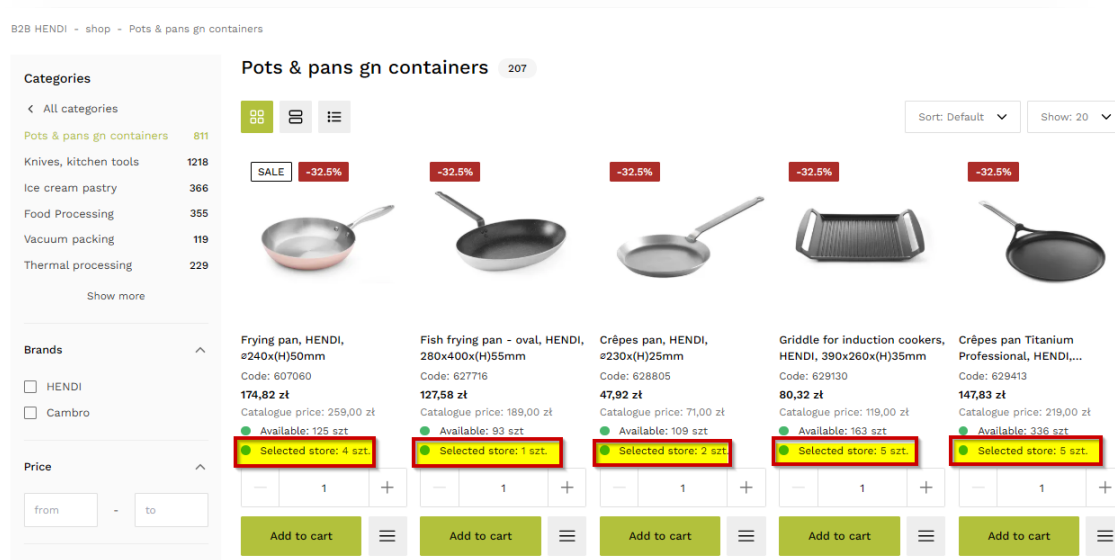 B2B HENDI - shop - Pots & pans gn containers
Categories
All categories
Pots & pans gn containers 811
Knives, kitchen tools 1218
Ice cream pastry 366
Food Processing 355
Vacuum packing 119
Thermal processing 229
Show more
Brands
HENDI
Cambro
Price
from - to
Pots & pans gn containers 207
Sort: Default
Show: 20
SALE -32.5%
Frying pan, HENDI,
⌀240x(H)50mm
Code: 607060
174,82 zł
Catalogue price: 259,00 zł
Available: 125 szt
Selected store: 4 szt.
1
Add to cart
-32.5%
Fish frying pan - oval, HENDI,
280x400x(H)55mm
Code: 627716
127,58 zł
Catalogue price: 189,00 zł
Available: 93 szt
Selected store: 1 szt.
1
Add to cart
-32.5%
Crêpes pan, HENDI,
⌀230x(H)25mm
Code: 628805
47,92 zł
Catalogue price: 71,00 zł
Available: 109 szt
Selected store: 2 szt.
1
Add to cart
-32.5%
Griddle for induction cookers,
HENDI, 390x260x(H)35mm
Code: 629130
80,32 zł
Catalogue price: 119,00 zł
Available: 163 szt
Selected store: 5 szt.
1
Add to cart
-32.5%
Crêpes pan Titanium
Professional, HENDI,...
Code: 629413
147,83 zł
Catalogue price: 219,00 zł
Available: 336 szt
Selected store: 5 szt.
1
Add to cart